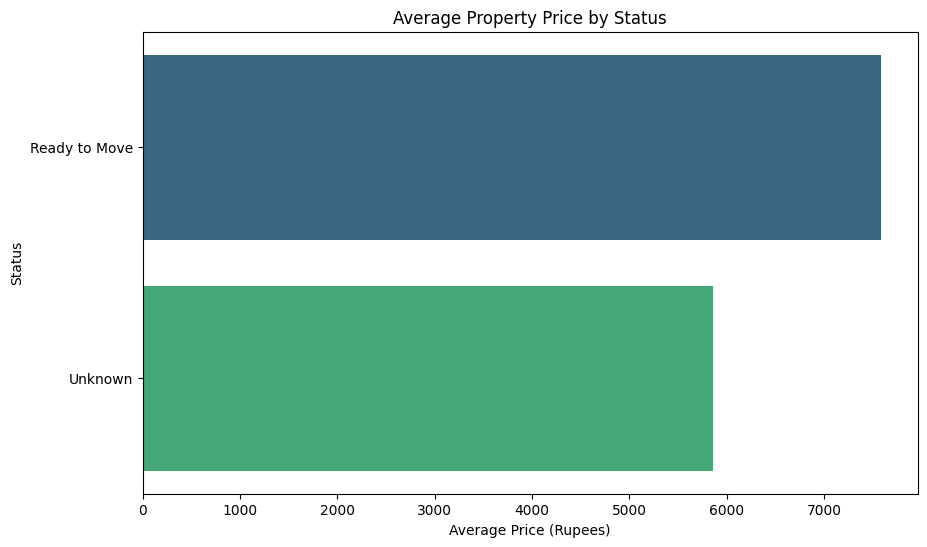 Average Property Price by Status
Ready to Move
Unknown
Status
0 1000 2000 3000 4000 5000 6000 7000
Average Price (Rupees)